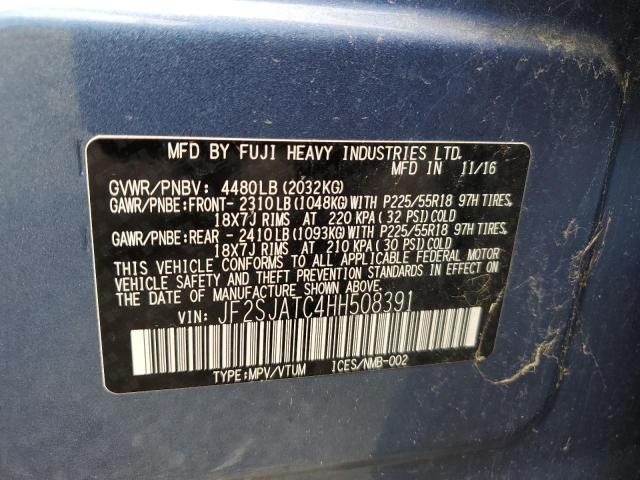 MFD BY FUJI HEAVY INDUSTRIES LTD.
MFD IN 11/16
GVWR/PNBV: 4480LB(2032KG)
GAWR/PNBE:FRONT- 2310LB(1048KG)WITH P225/55R18 97H TIRES,
18X7J RIMS AT 220 KPA(32 PSI)COLD
GAWR/PNBE:REAR - 2410LB(1093KG)WITH P225/55R18 97H TIRES,
18X7J RIMS AT 210 KPA(30 PSI)COLD
THIS VEHICLE CONFORMS TO ALL APPLICABLE FEDERAL MOTOR
VEHICLE SAFETY AND THEFT PREVENTION STANDARDS IN EFFECT
ON THE DATE OF MANUFACTURE SHOWN ABOVE.
VIN: JF2SJATC4HH508391
TYPE:MPV/VTUM ICES/NMB-002